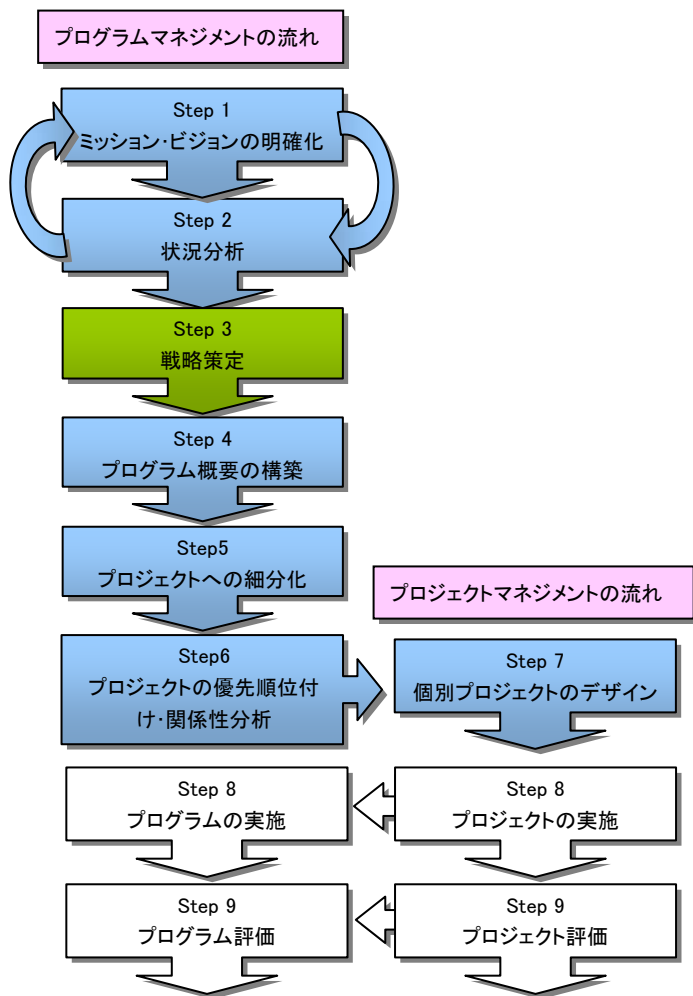 プログラムマネジメントの流れ
Step 1
ミッション・ビジョンの明確化
Step 2
状況分析
Step 3
戦略策定
Step 4
プログラム概要の構築
Step5
プロジェクトへの細分化
プロジェクトマネジメントの流れ
Step6
プロジェクトの優先順位付
け・関係性分析
Step 7
個別プロジェクトのデザイン
Step 8
プログラムの実施
Step 8
プロジェクトの実施
Step 9
プログラム評価
Step 9
プロジェクト評価